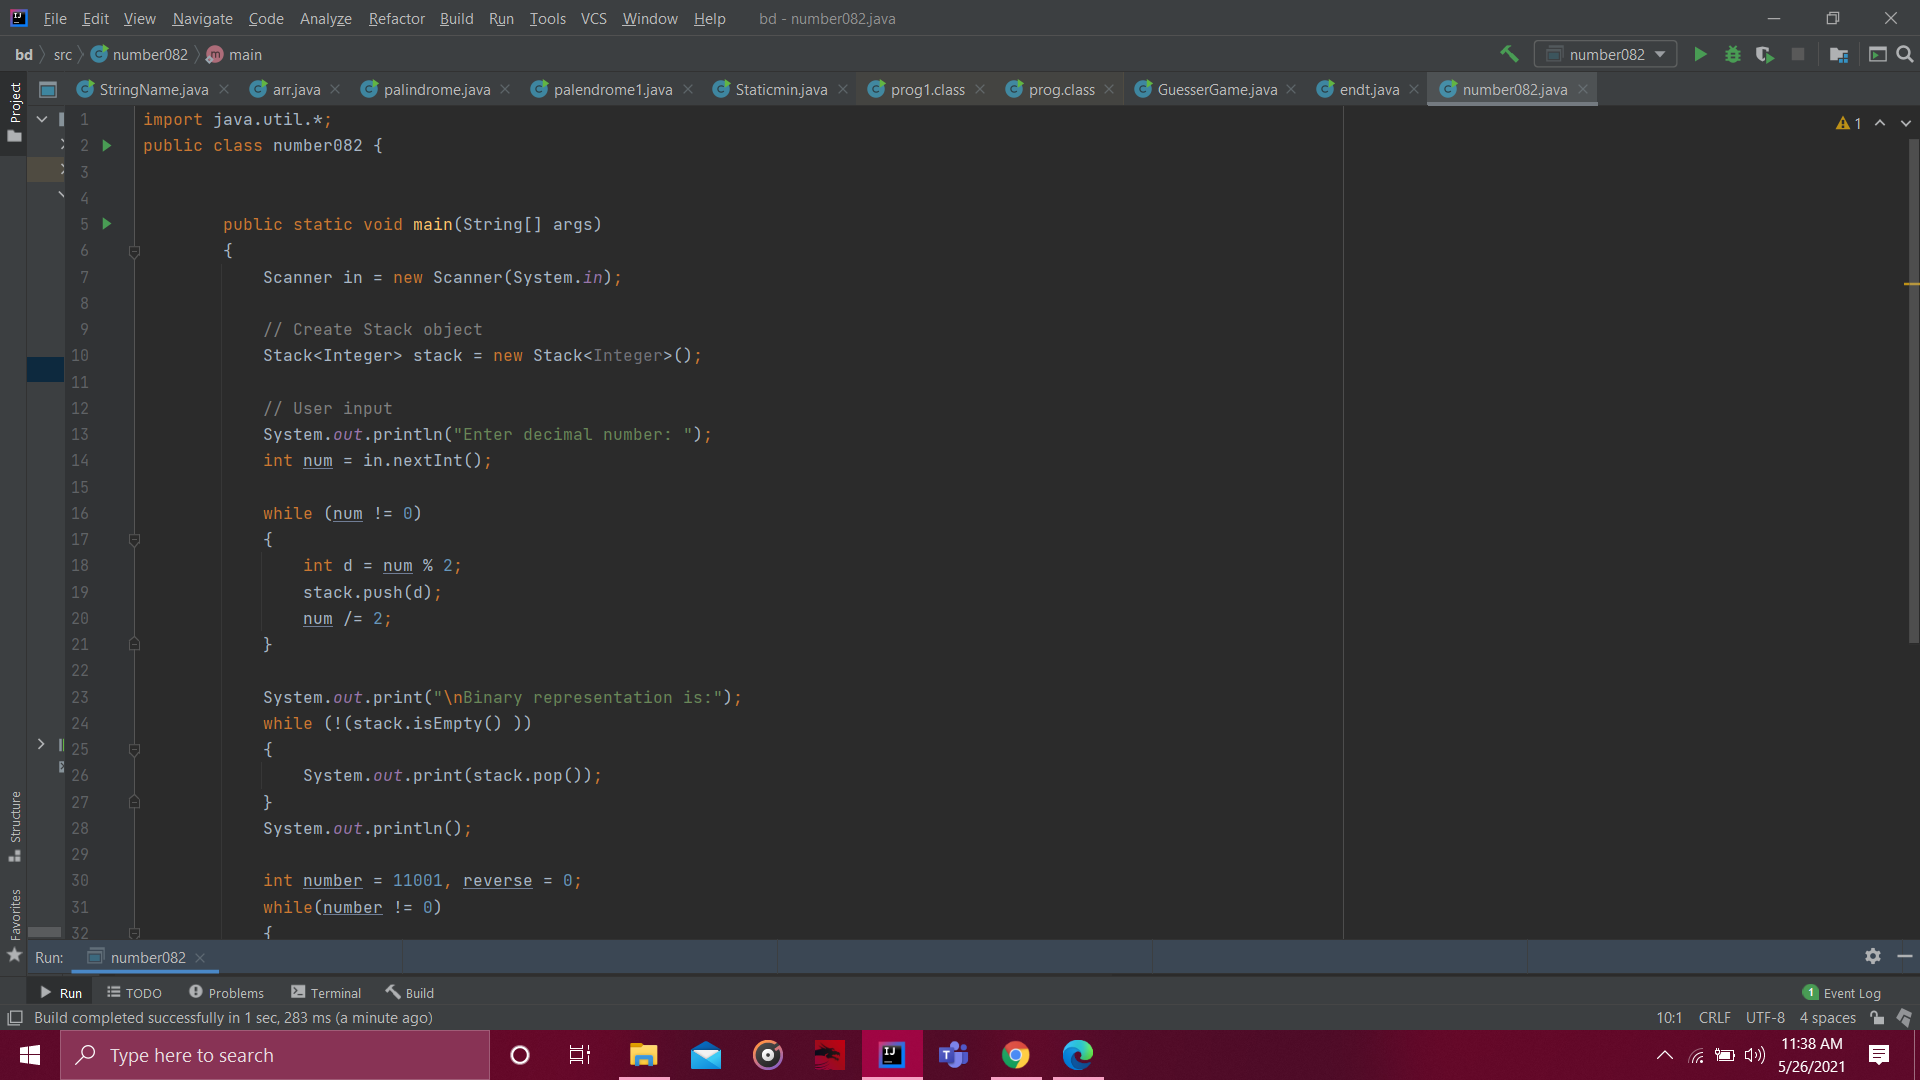 File Edit View Navigate Code Analyze Refactor Build Run Tools VCS Window Help bd - number082.java
bd src number082 main number082
Project
StringName.java arr.java palindrome.java palendrome1.java Staticmin.java prog1.class prog.class GuesserGame.java endt.java number082.java
1 import java.util.*;
1
2 public class number082 {
3
4
5 public static void main(String[] args)
6 {
7 Scanner in = new Scanner(System.in);
8
9 // Create Stack object
10 Stack<Integer> stack = new Stack<Integer>();
11
12 // User input
13 System.out.println("Enter decimal number: ");
14 int num = in.nextInt();
15
16 while (num != 0)
17 {
18 int d = num % 2;
19 stack.push(d);
20 num /= 2;
21 }
22
23 System.out.print("\nBinary representation is:");
24 while (!(stack.isEmpty() ))
25 {
26 System.out.print(stack.pop());
27 }
28 System.out.println();
29
30 int number = 11001, reverse = 0;
31 while(number != 0)
32 {
Structure
Favorites
Run: number082
Run TODO Problems Terminal Build 1 Event Log
Build completed successfully in 1 sec, 283 ms (a minute ago) 10:1 CRLF UTF-8 4 spaces
Type here to search
IJ
11:38 AM
5/26/2021